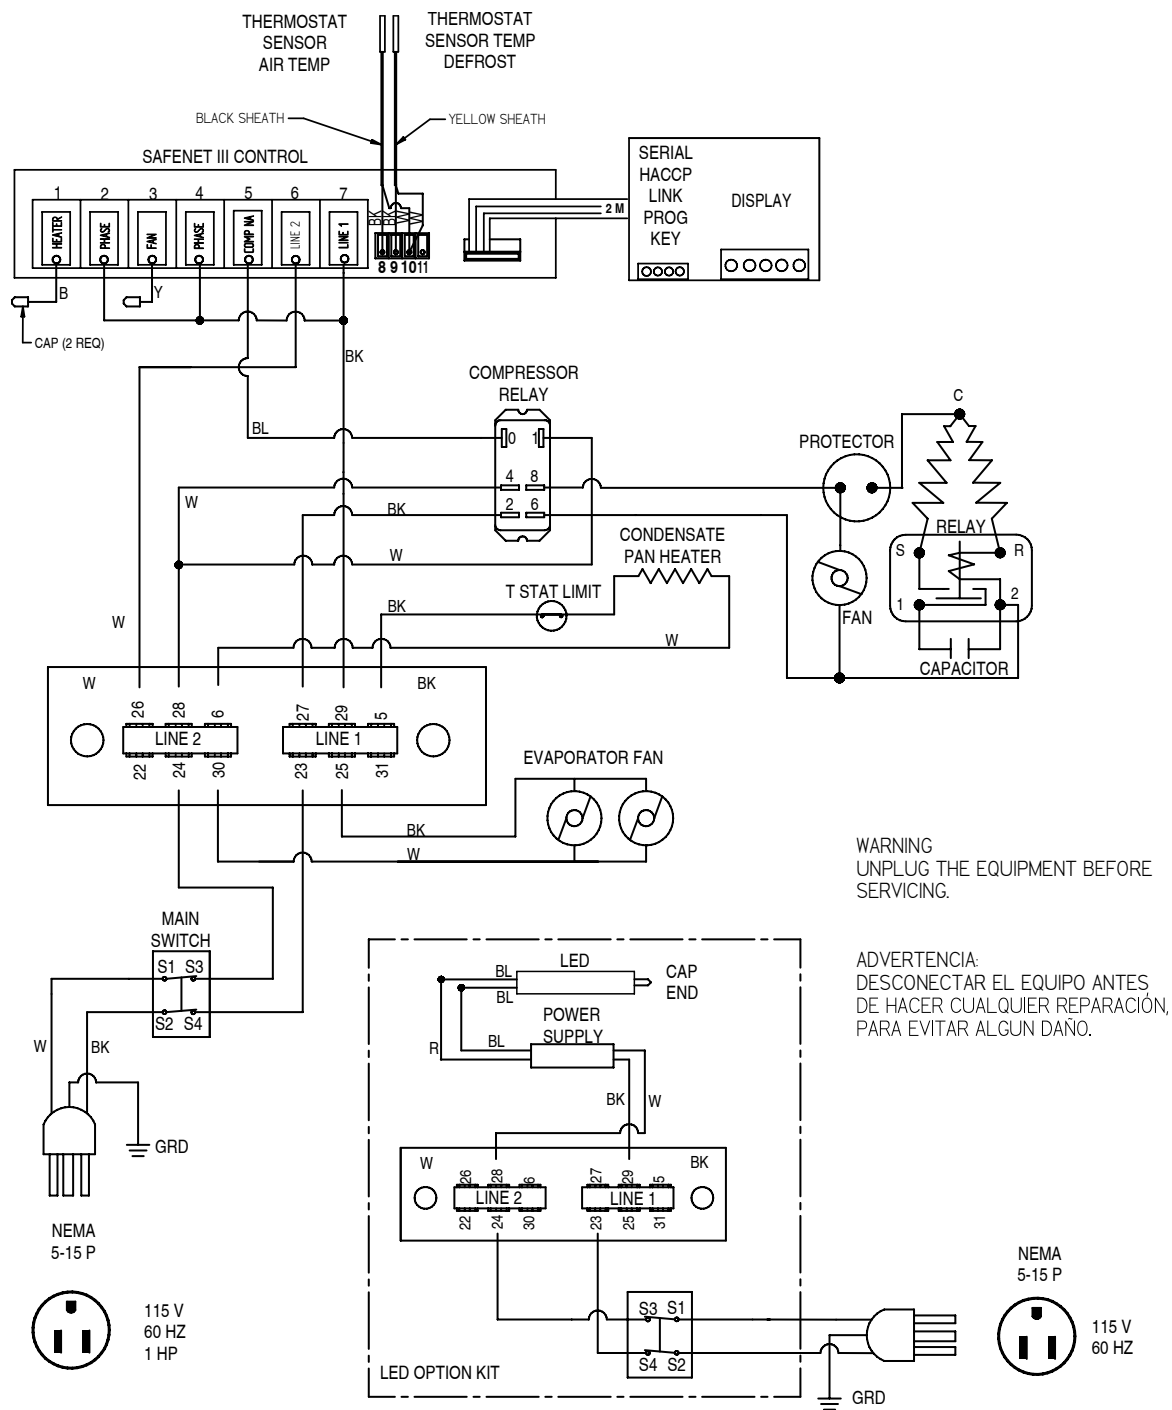 THERMOSTAT
SENSOR
AIR TEMP
THERMOSTAT
SENSOR TEMP
DEFROST
BLACK SHEATH
YELLOW SHEATH
SAFENET III CONTROL
1 2 3 4 5 6 7
HEATER
PHASE
FAN
PHASE
COMP NA
LINE 2
LINE 1
BK
BK
W
W
8 9 10 11
2 M
SERIAL
HACCP
LINK
PROG
KEY
DISPLAY
B
Y
CAP (2 REQ)
BK
COMPRESSOR
RELAY
BL
0 1
4 8
2 6
W
BK
W
PROTECTOR
C
RELAY
S R
1 2
FAN
CAPACITOR
CONDENSATE
PAN HEATER
T STAT LIMIT
BK
W
W
W
BK
26 28 6 27 29 5
LINE 2
LINE 1
22 24 30 23 25 31
EVAPORATOR FAN
BK
W
WARNING
UNPLUG THE EQUIPMENT BEFORE
SERVICING.
ADVERTENCIA:
DESCONECTAR EL EQUIPO ANTES
DE HACER CUALQUIER REPARACIÓN,
PARA EVITAR ALGUN DAÑO.
MAIN
SWITCH
S1 S3
S2 S4
W
BK
GRD
NEMA
5-15 P
115 V
60 HZ
1 HP
LED
BL
BL
CAP
END
POWER
SUPPLY
R
BL
BK
W
W
BK
26 28 6 27 29 5
LINE 2
LINE 1
22 24 30 23 25 31
S3 S1
S4 S2
LED OPTION KIT
GRD
NEMA
5-15 P
115 V
60 HZ